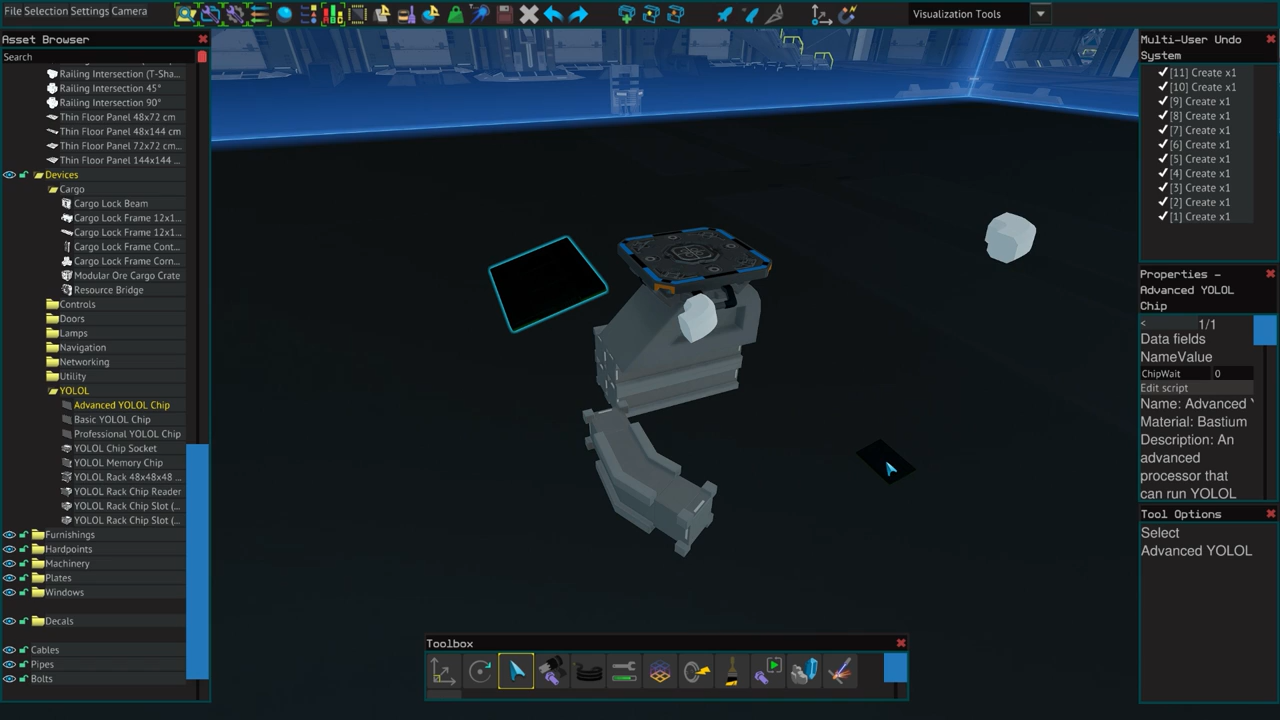 File Selection Settings Camera
Visualization Tools
Asset Browser
Search
Railing Intersection (T-Sha...
Railing Intersection 45°
Railing Intersection 90°
Thin Floor Panel 48x72 cm
Thin Floor Panel 48x144 cm
Thin Floor Panel 72x72 cm...
Thin Floor Panel 144x144 ...
Devices
Cargo
Cargo Lock Beam
Cargo Lock Frame 12x1...
Cargo Lock Frame 12x1...
Cargo Lock Frame Cont...
Cargo Lock Frame Corn...
Modular Ore Cargo Crate
Resource Bridge
Controls
Doors
Lamps
Navigation
Networking
Utility
YOLOL
Advanced YOLOL Chip
Basic YOLOL Chip
Professional YOLOL Chip
YOLOL Chip Socket
YOLOL Memory Chip
YOLOL Rack 48x48x48 ...
YOLOL Rack Chip Reader
YOLOL Rack Chip Slot (...
YOLOL Rack Chip Slot (...
Furnishings
Hardpoints
Machinery
Plates
Windows
Decals
Cables
Pipes
Bolts
Toolbox
Multi-User Undo
System
[11] Create x1
[10] Create x1
[9] Create x1
[8] Create x1
[7] Create x1
[6] Create x1
[5] Create x1
[4] Create x1
[3] Create x1
[2] Create x1
[1] Create x1
Properties -
Advanced YOLOL
Chip
< 1/1
Data fields
NameValue
ChipWait 0
Edit script
Name: Advanced
Material: Bastium
Description: An
advanced
processor that
can run YOLOL
Tool Options
Select
Advanced YOLOL